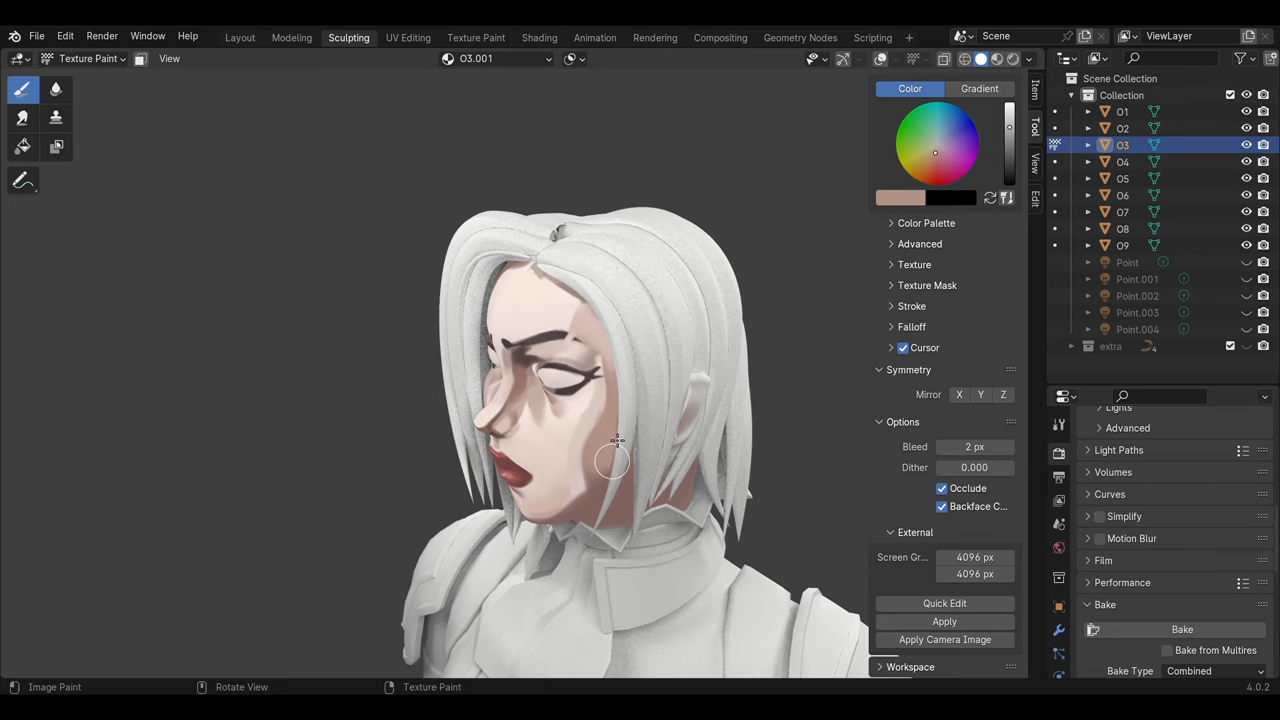 File Edit Render Window Help Layout Modeling Sculpting UV Editing Texture Paint Shading Animation Rendering Compositing Geometry Nodes Scripting + Scene ViewLayer
Texture Paint View O3.001
Color Gradient
Item
Tool
View
Edit
Color Palette
Advanced
Texture
Texture Mask
Stroke
Falloff
Cursor
Symmetry
Mirror X Y Z
Options
Bleed 2 px
Dither 0.000
Occlude
Backface C...
External
Screen Gr... 4096 px
4096 px
Quick Edit
Apply
Apply Camera Image
Workspace
Scene Collection
Collection
O1
O2
O3
O4
O5
O6
O7
O8
O9
Point
Point.001
Point.002
Point.003
Point.004
extra 4
Lights
Advanced
Light Paths
Volumes
Curves
Simplify
Motion Blur
Film
Performance
Bake
Bake
Bake from Multires
Bake Type Combined
Image Paint Rotate View Texture Paint 4.0.2